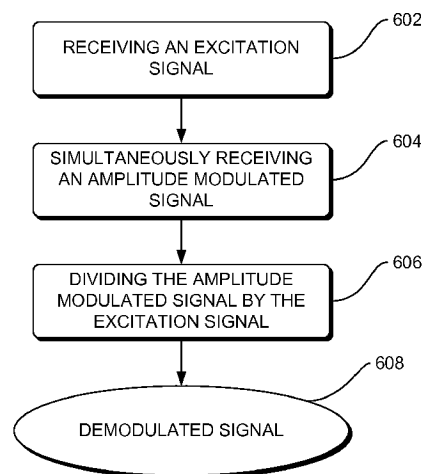 RECEIVING AN EXCITATION
SIGNAL
602
SIMULTANEOUSLY RECEIVING
AN AMPLITUDE MODULATED
SIGNAL
604
DIVIDING THE AMPLITUDE
MODULATED SIGNAL BY THE
EXCITATION SIGNAL
606
DEMODULATED SIGNAL
608